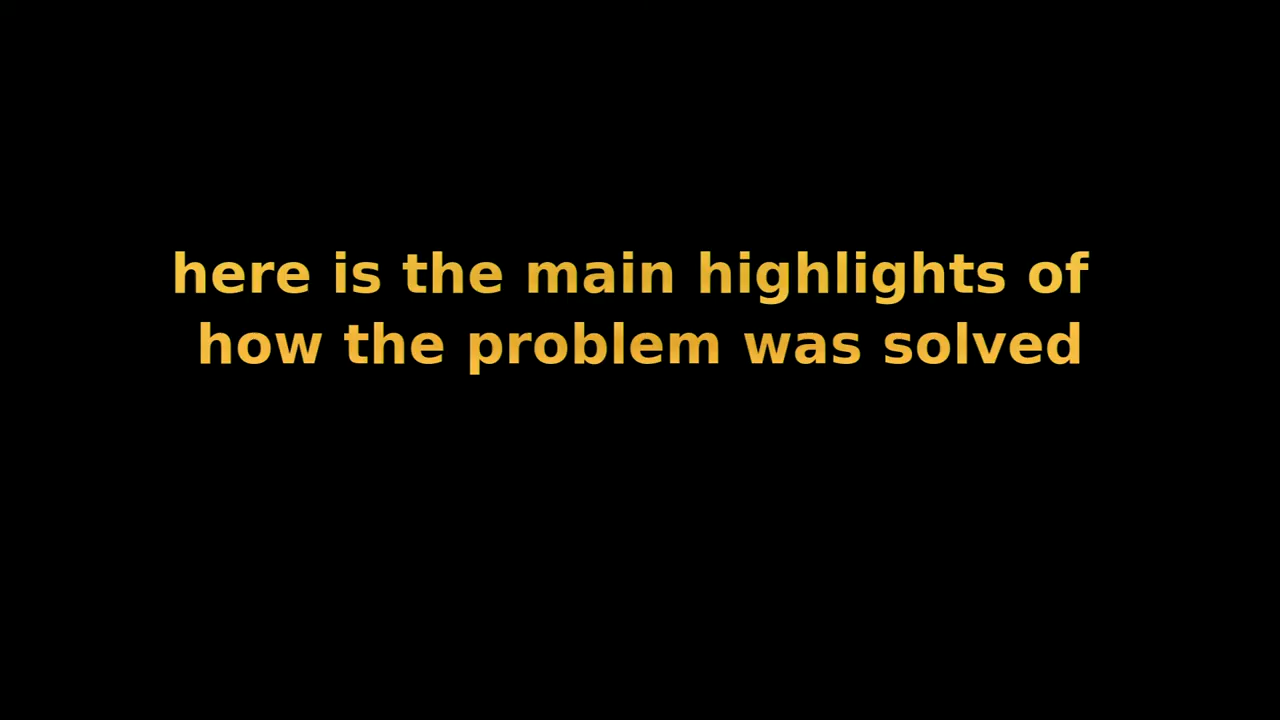 here is the main highlights of
how the problem was solved